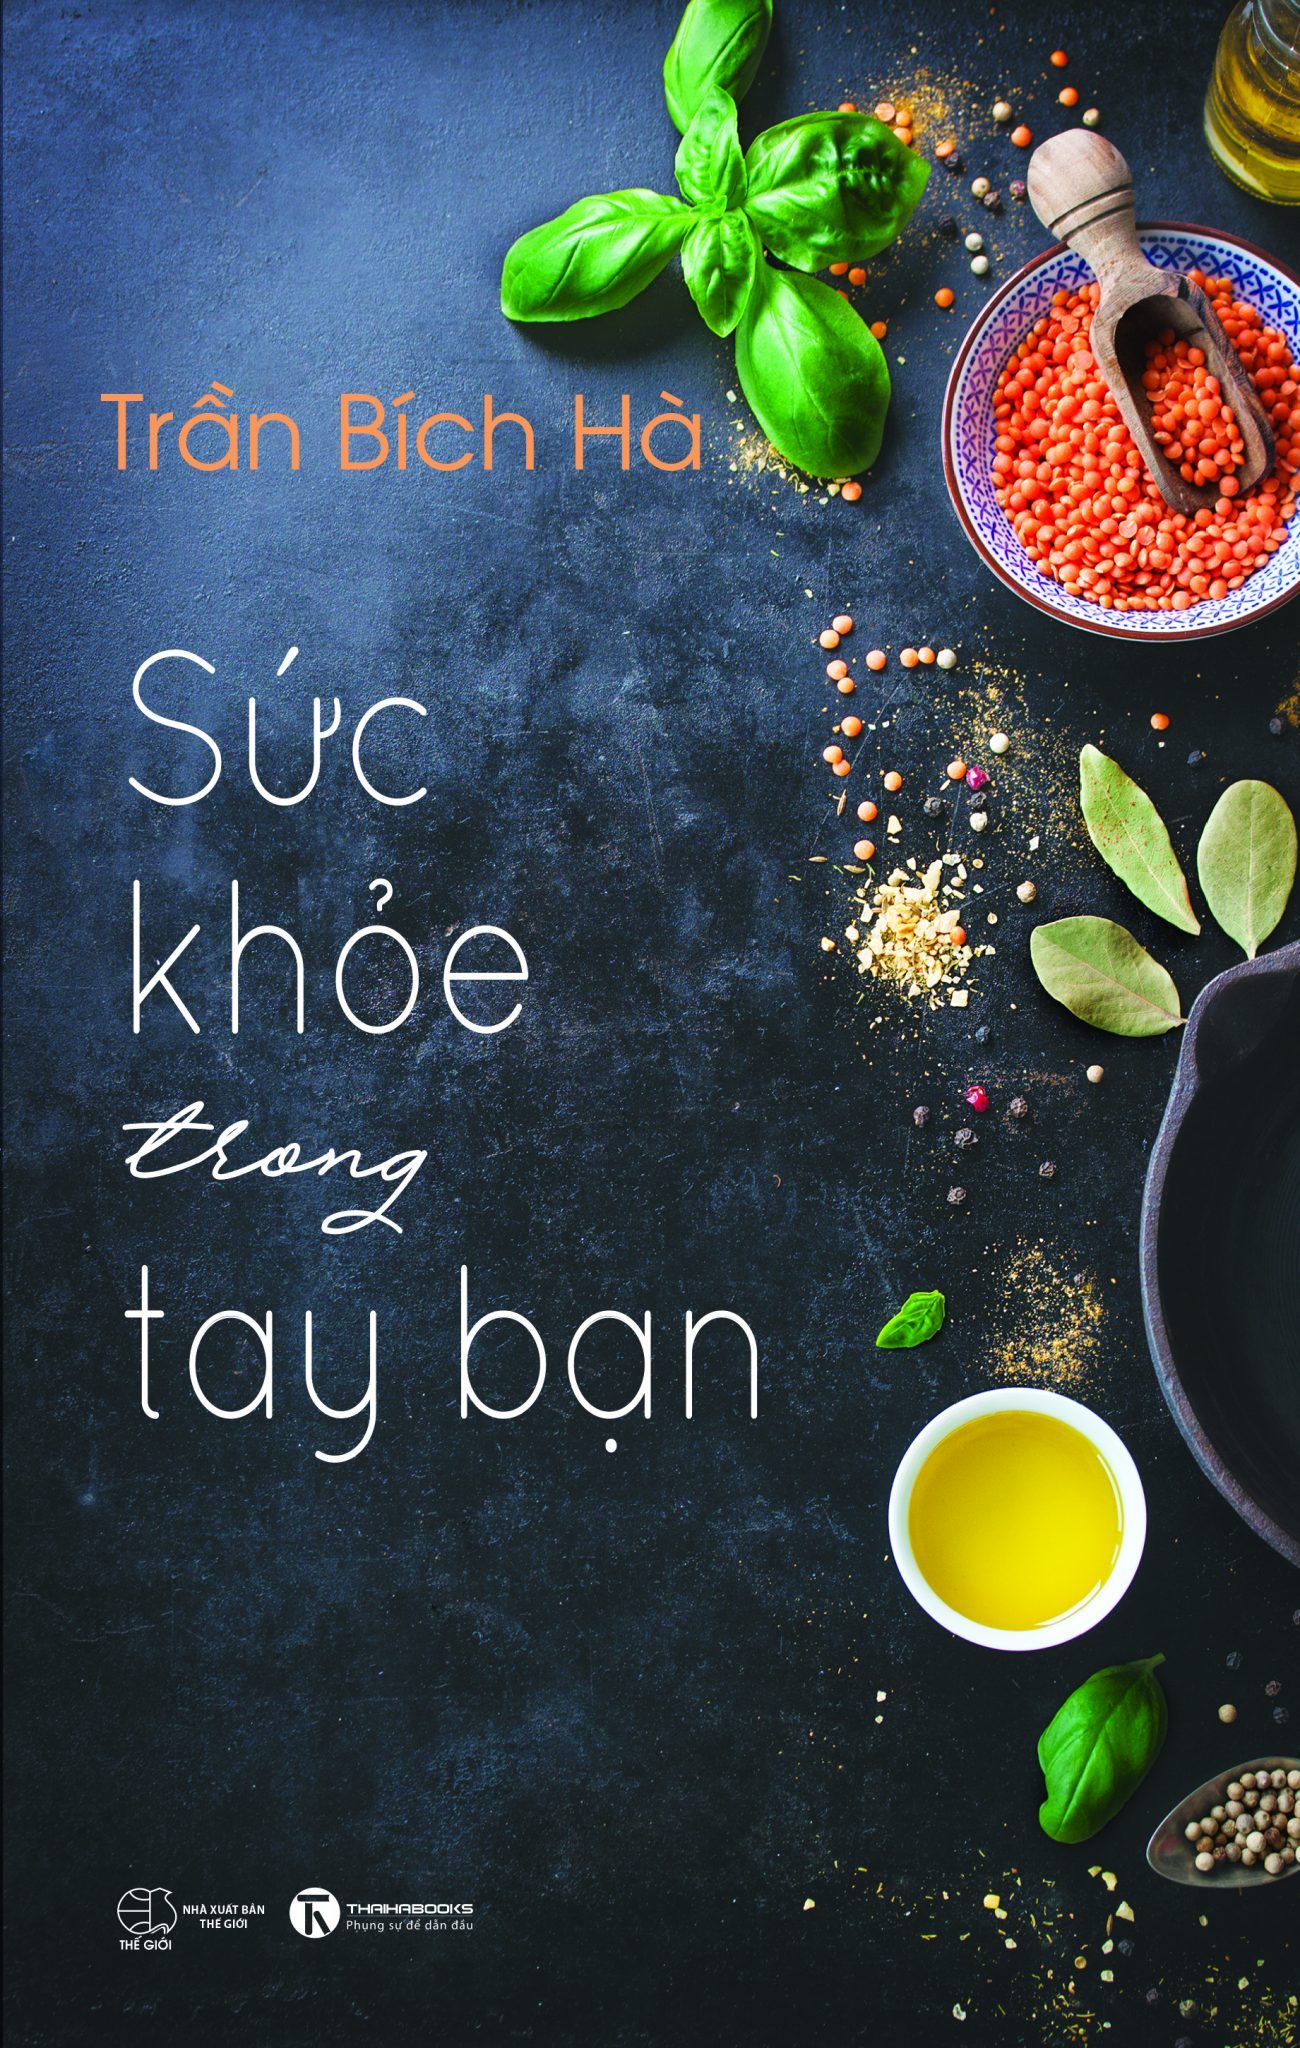 Trần Bích Hà
Sức
khỏe
trong
tay bạn
THẾ GIỚI
NHÀ XUẤT BẢN
THẾ GIỚI
THAIHABOOKS
Phụng sự để dẫn đầu